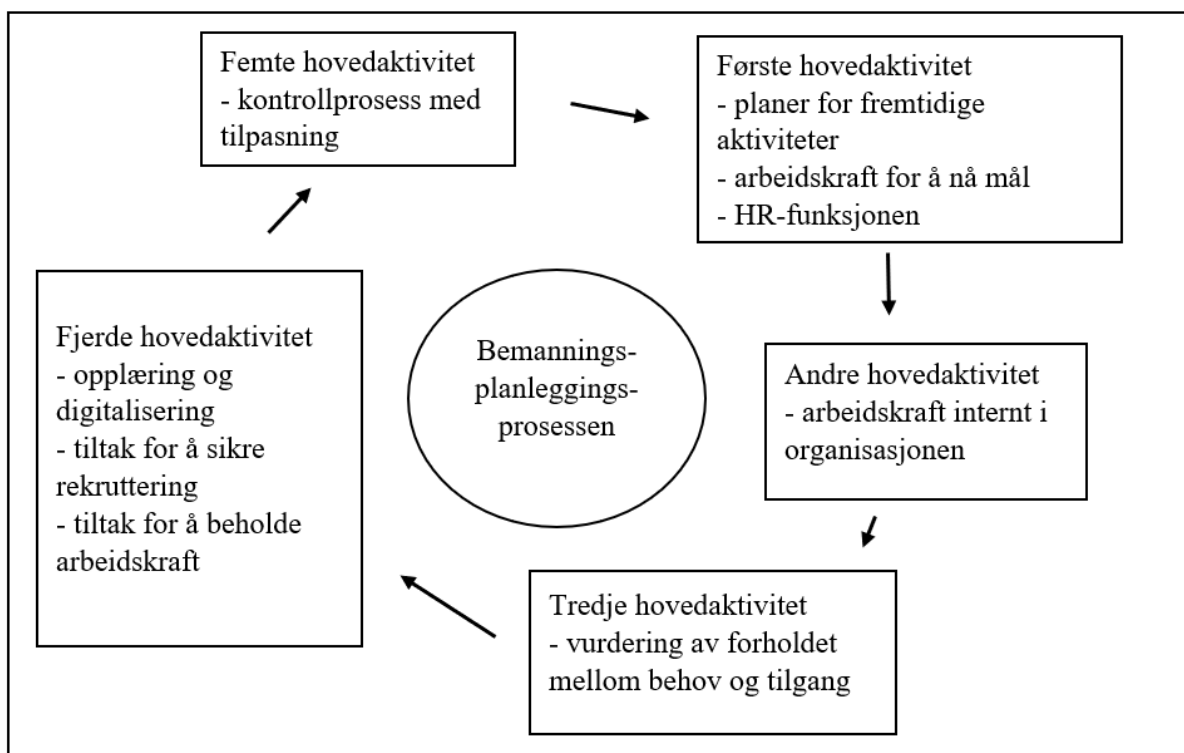 Femte hovedaktivitet
- kontrollprosess med
tilpasning
Første hovedaktivitet
- planer for fremtidige
aktiviteter
- arbeidskraft for å nå mål
- HR-funksjonen
Fjerde hovedaktivitet
- opplæring og
digitalisering
- tiltak for å sikre
rekruttering
- tiltak for å beholde
arbeidskraft
Bemannings-
planleggings-
prosessen
Andre hovedaktivitet
- arbeidskraft internt i
organisasjonen
Tredje hovedaktivitet
- vurdering av forholdet
mellom behov og tilgang